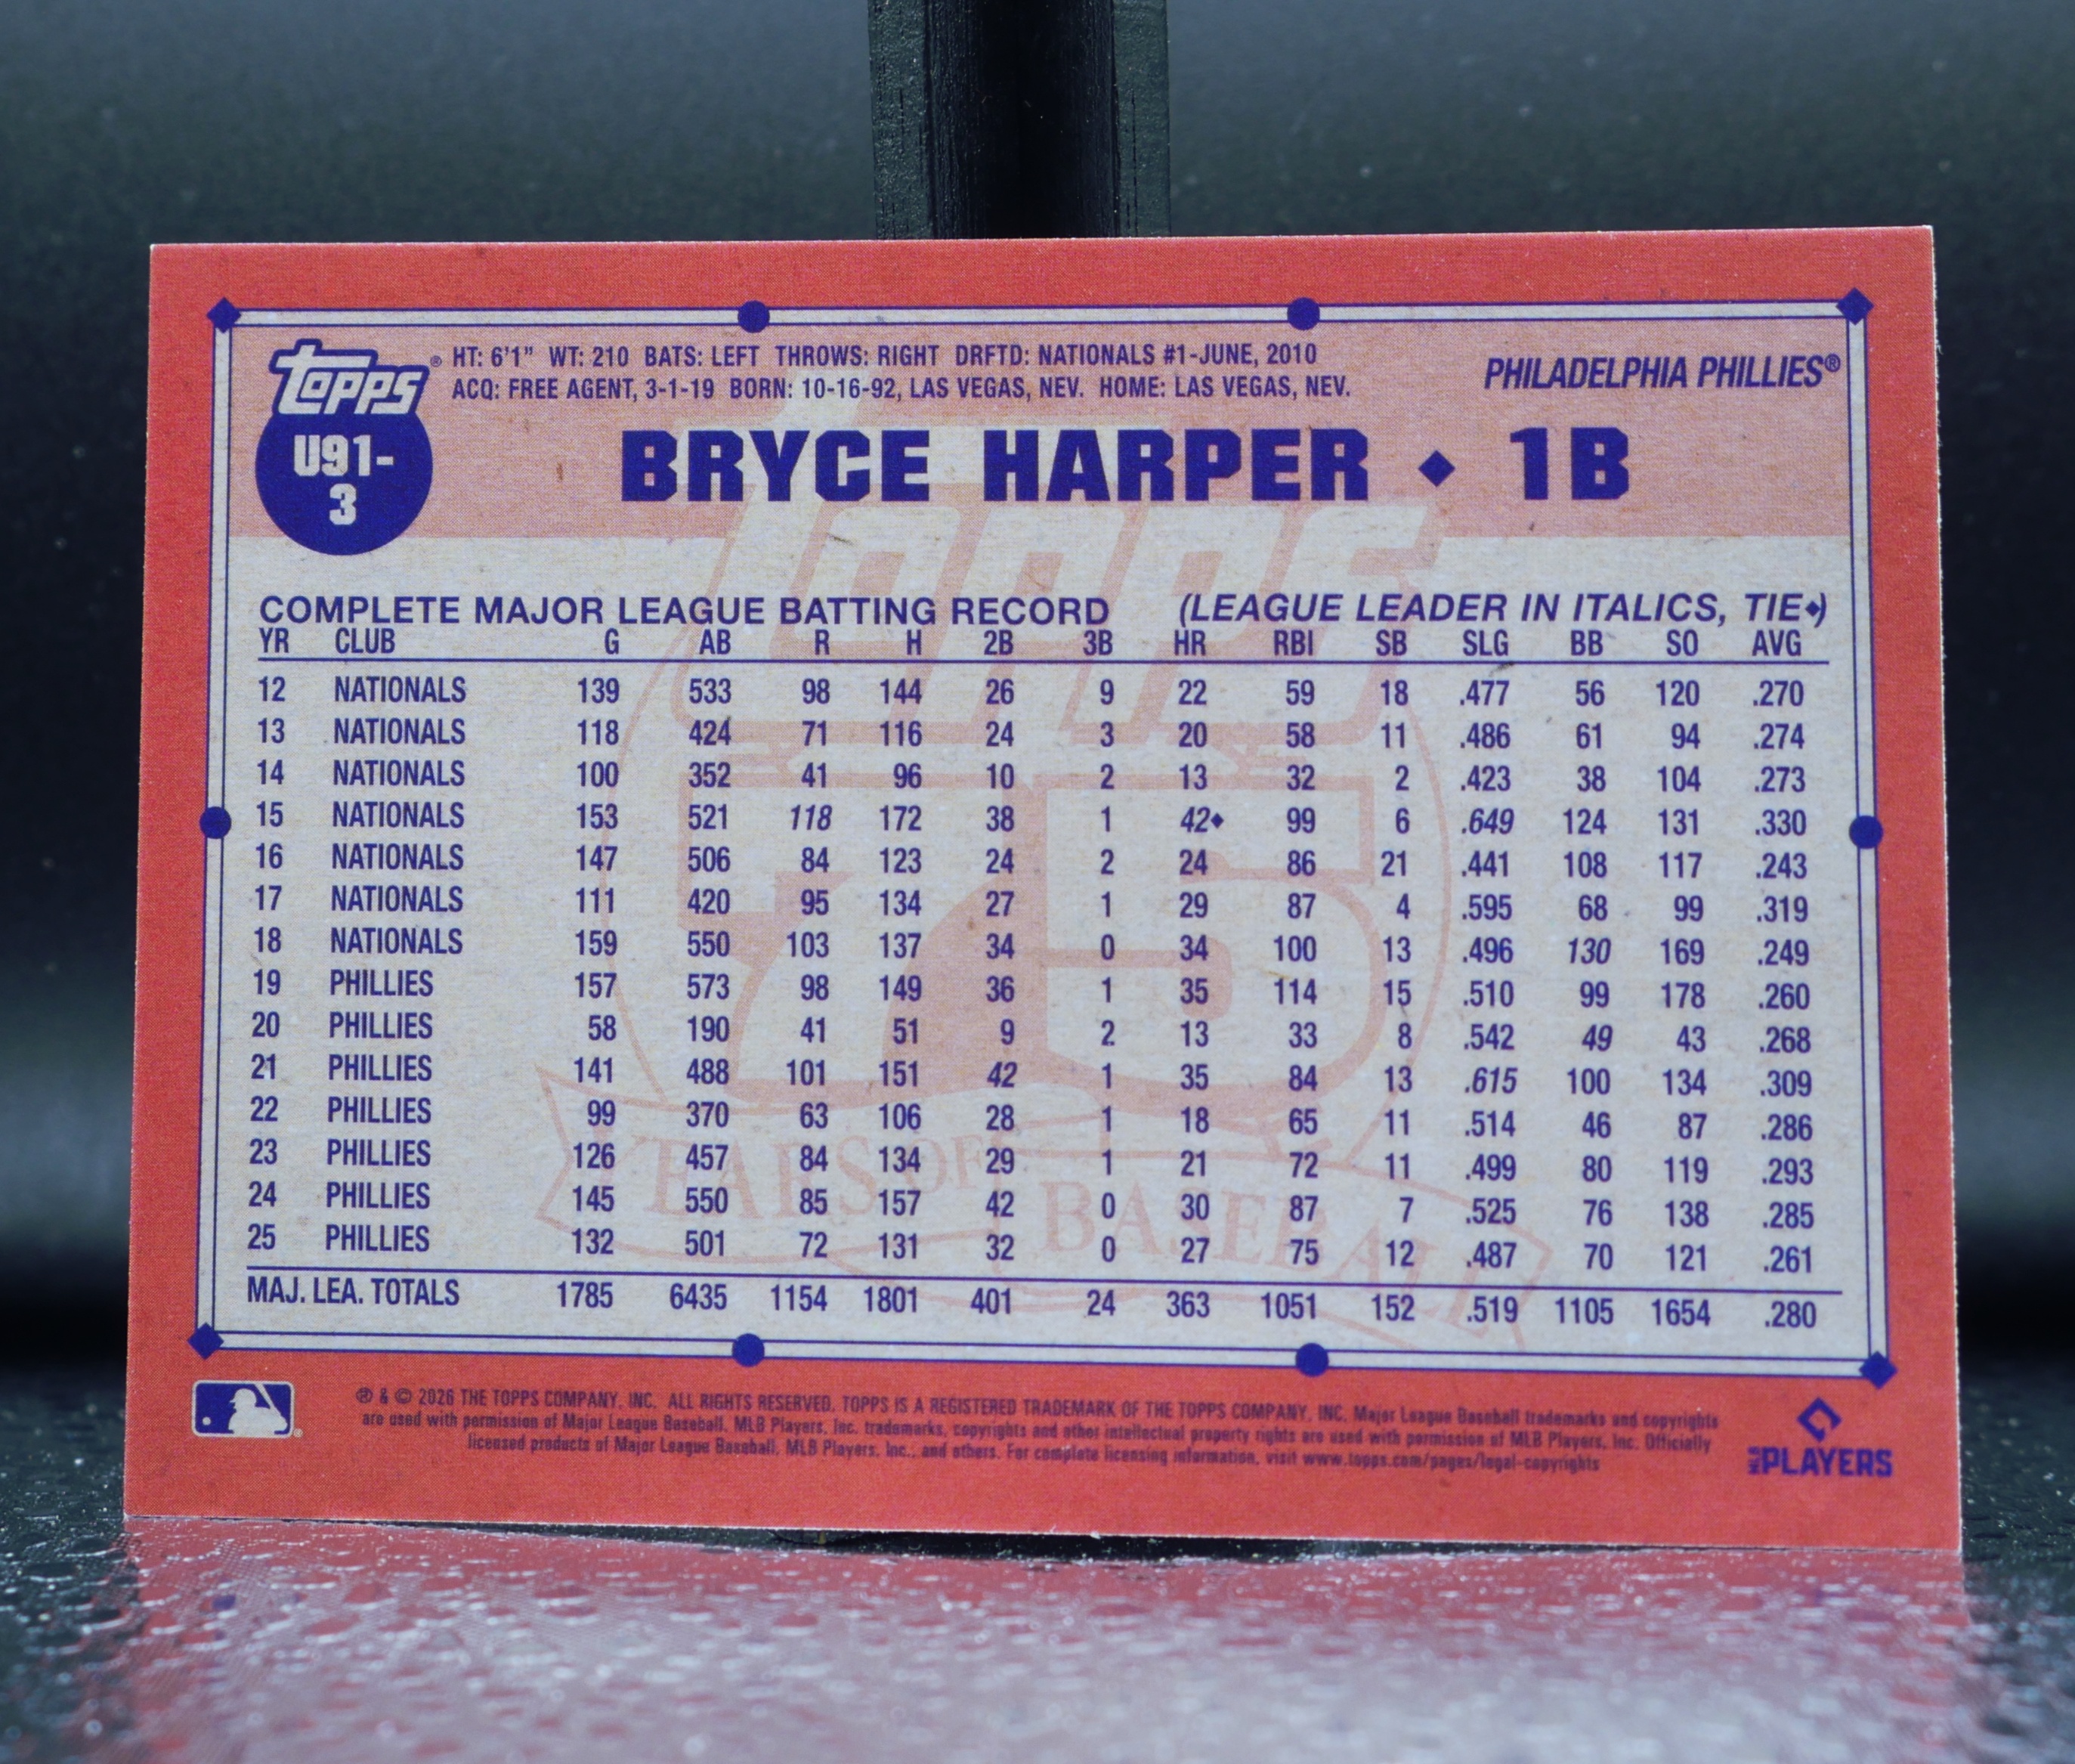 topps® HT: 6'1" WT: 210 BATS: LEFT THROWS: RIGHT DRFTD: NATIONALS #1-JUNE, 2010
ACQ: FREE AGENT, 3-1-19 BORN: 10-16-92, LAS VEGAS, NEV. HOME: LAS VEGAS, NEV.
PHILADELPHIA PHILLIES®
U91-
3
BRYCE HARPER ♦ 1B
COMPLETE MAJOR LEAGUE BATTING RECORD (LEAGUE LEADER IN ITALICS, TIE♦)
YR CLUB G AB R H 2B 3B HR RBI SB SLG BB SO AVG
12 NATIONALS 139 533 98 144 26 9 22 59 18 .477 56 120 .270
13 NATIONALS 118 424 71 116 24 3 20 58 11 .486 61 94 .274
14 NATIONALS 100 352 41 96 10 2 13 32 2 .423 38 104 .273
15 NATIONALS 153 521 118 172 38 1 42♦ 99 6 .649 124 131 .330
16 NATIONALS 147 506 84 123 24 2 24 86 21 .441 108 117 .243
17 NATIONALS 111 420 95 134 27 1 29 87 4 .595 68 99 .319
18 NATIONALS 159 550 103 137 34 0 34 100 13 .496 130 169 .249
19 PHILLIES 157 573 98 149 36 1 35 114 15 .510 99 178 .260
20 PHILLIES 58 190 41 51 9 2 13 33 8 .542 49 43 .268
21 PHILLIES 141 488 101 151 42 1 35 84 13 .615 100 134 .309
22 PHILLIES 99 370 63 106 28 1 18 65 11 .514 46 87 .286
23 PHILLIES 126 457 84 134 29 1 21 72 11 .499 80 119 .293
24 PHILLIES 145 550 85 157 42 0 30 87 7 .525 76 138 .285
25 PHILLIES 132 501 72 131 32 0 27 75 12 .487 70 121 .261
MAJ. LEA. TOTALS 1785 6435 1154 1801 401 24 363 1051 152 .519 1105 1654 .280
topps
75
YEARS OF BASEBALL
® & © 2026 THE TOPPS COMPANY, INC. ALL RIGHTS RESERVED. TOPPS IS A REGISTERED TRADEMARK OF THE TOPPS COMPANY, INC. Major League Baseball trademarks and copyrights
are used with permission of Major League Baseball. MLB Players, Inc. trademarks, copyrights and other intellectual property rights are used with permission of MLB Players, Inc. Officially
licensed products of Major League Baseball, MLB Players, Inc., and others. For complete licensing information, visit www.topps.com/pages/legal-copyrights
MLB PLAYERS